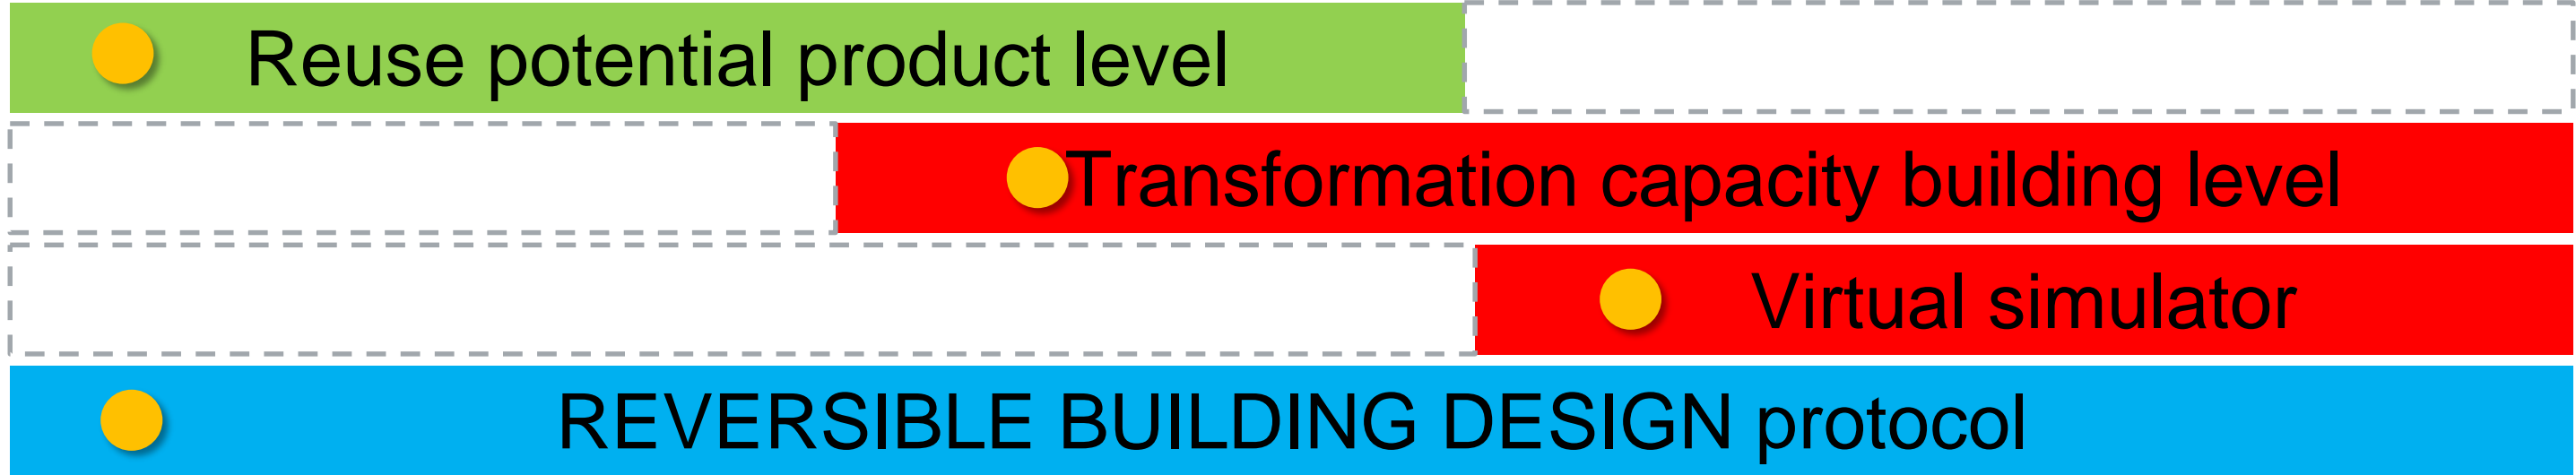 Reuse potential product level
Transformation capacity building level
Virtual simulator
REVERSIBLE BUILDING DESIGN protocol